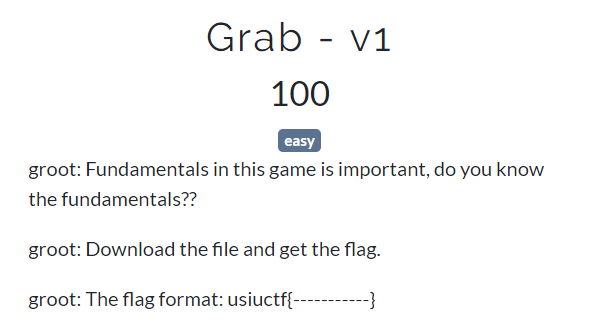 Grab - v1
100
easy
groot: Fundamentals in this game is important, do you know
the fundamentals??
groot: Download the file and get the flag.
groot: The flag format: usiuctf{-----------}